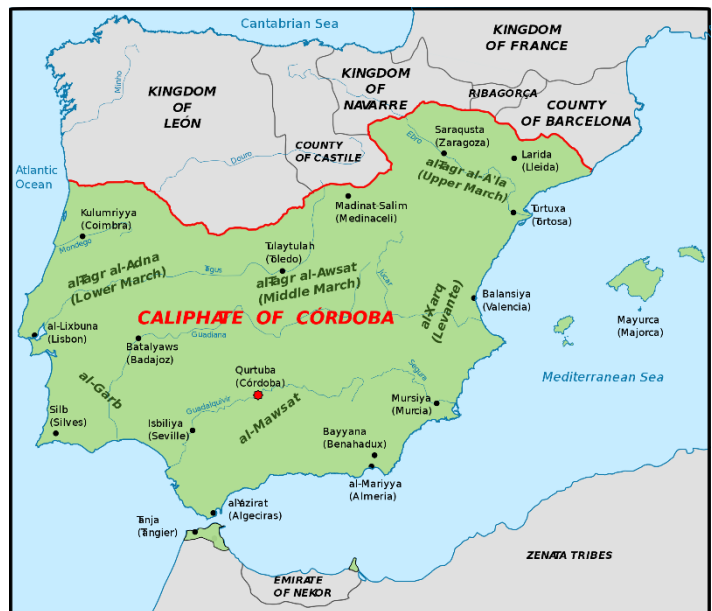 Cantabrian Sea
KINGDOM
OF FRANCE
KINGDOM
OF
LEÓN
KINGDOM
OF
NAVARRE
RIBAGORÇA
COUNTY
OF BARCELONA
COUNTY
OF CASTILE
Minho
Douro
Ebro
Atlantic
Ocean
Saraqusta
(Zaragoza)
Larida
(Lleida)
al-Tagr al-A'la
(Upper March)
Madinat-Salim
(Medinaceli)
Turtuxa
(Tortosa)
Kulumriyya
(Coimbra)
Mondego
Tulaytulah
(Toledo)
al-Tagr al-Adna
(Lower March)
Tagus
al-Tagr al-Awsat
(Middle March)
Júcar
al-Xarq
(Levante)
Balansiya
(Valencia)
Mayurca
(Majorca)
CALIPHATE OF CÓRDOBA
al-Lixbuna
(Lisbon)
Guadiana
Batalyaws
(Badajoz)
Mediterranean Sea
al-Garb
Qurtuba
(Córdoba)
Segura
Silb
(Silves)
Isbiliya
(Seville)
Guadalquivir
al-Mawsat
Mursiya
(Murcia)
Bayyana
(Benahadux)
al-Mariyya
(Almeria)
al-Yazirat
(Algeciras)
Tanja
(Tangier)
ZENATA TRIBES
EMIRATE
OF NEKOR